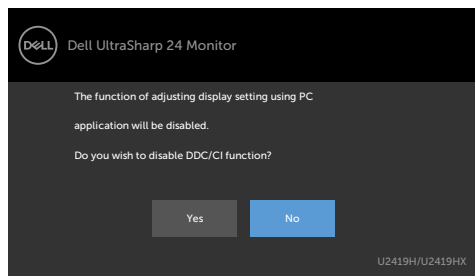 DELL
Dell UltraSharp 24 Monitor
The function of adjusting display setting using PC
application will be disabled.
Do you wish to disable DDC/CI function?
Yes
No
U2419H/U2419HX